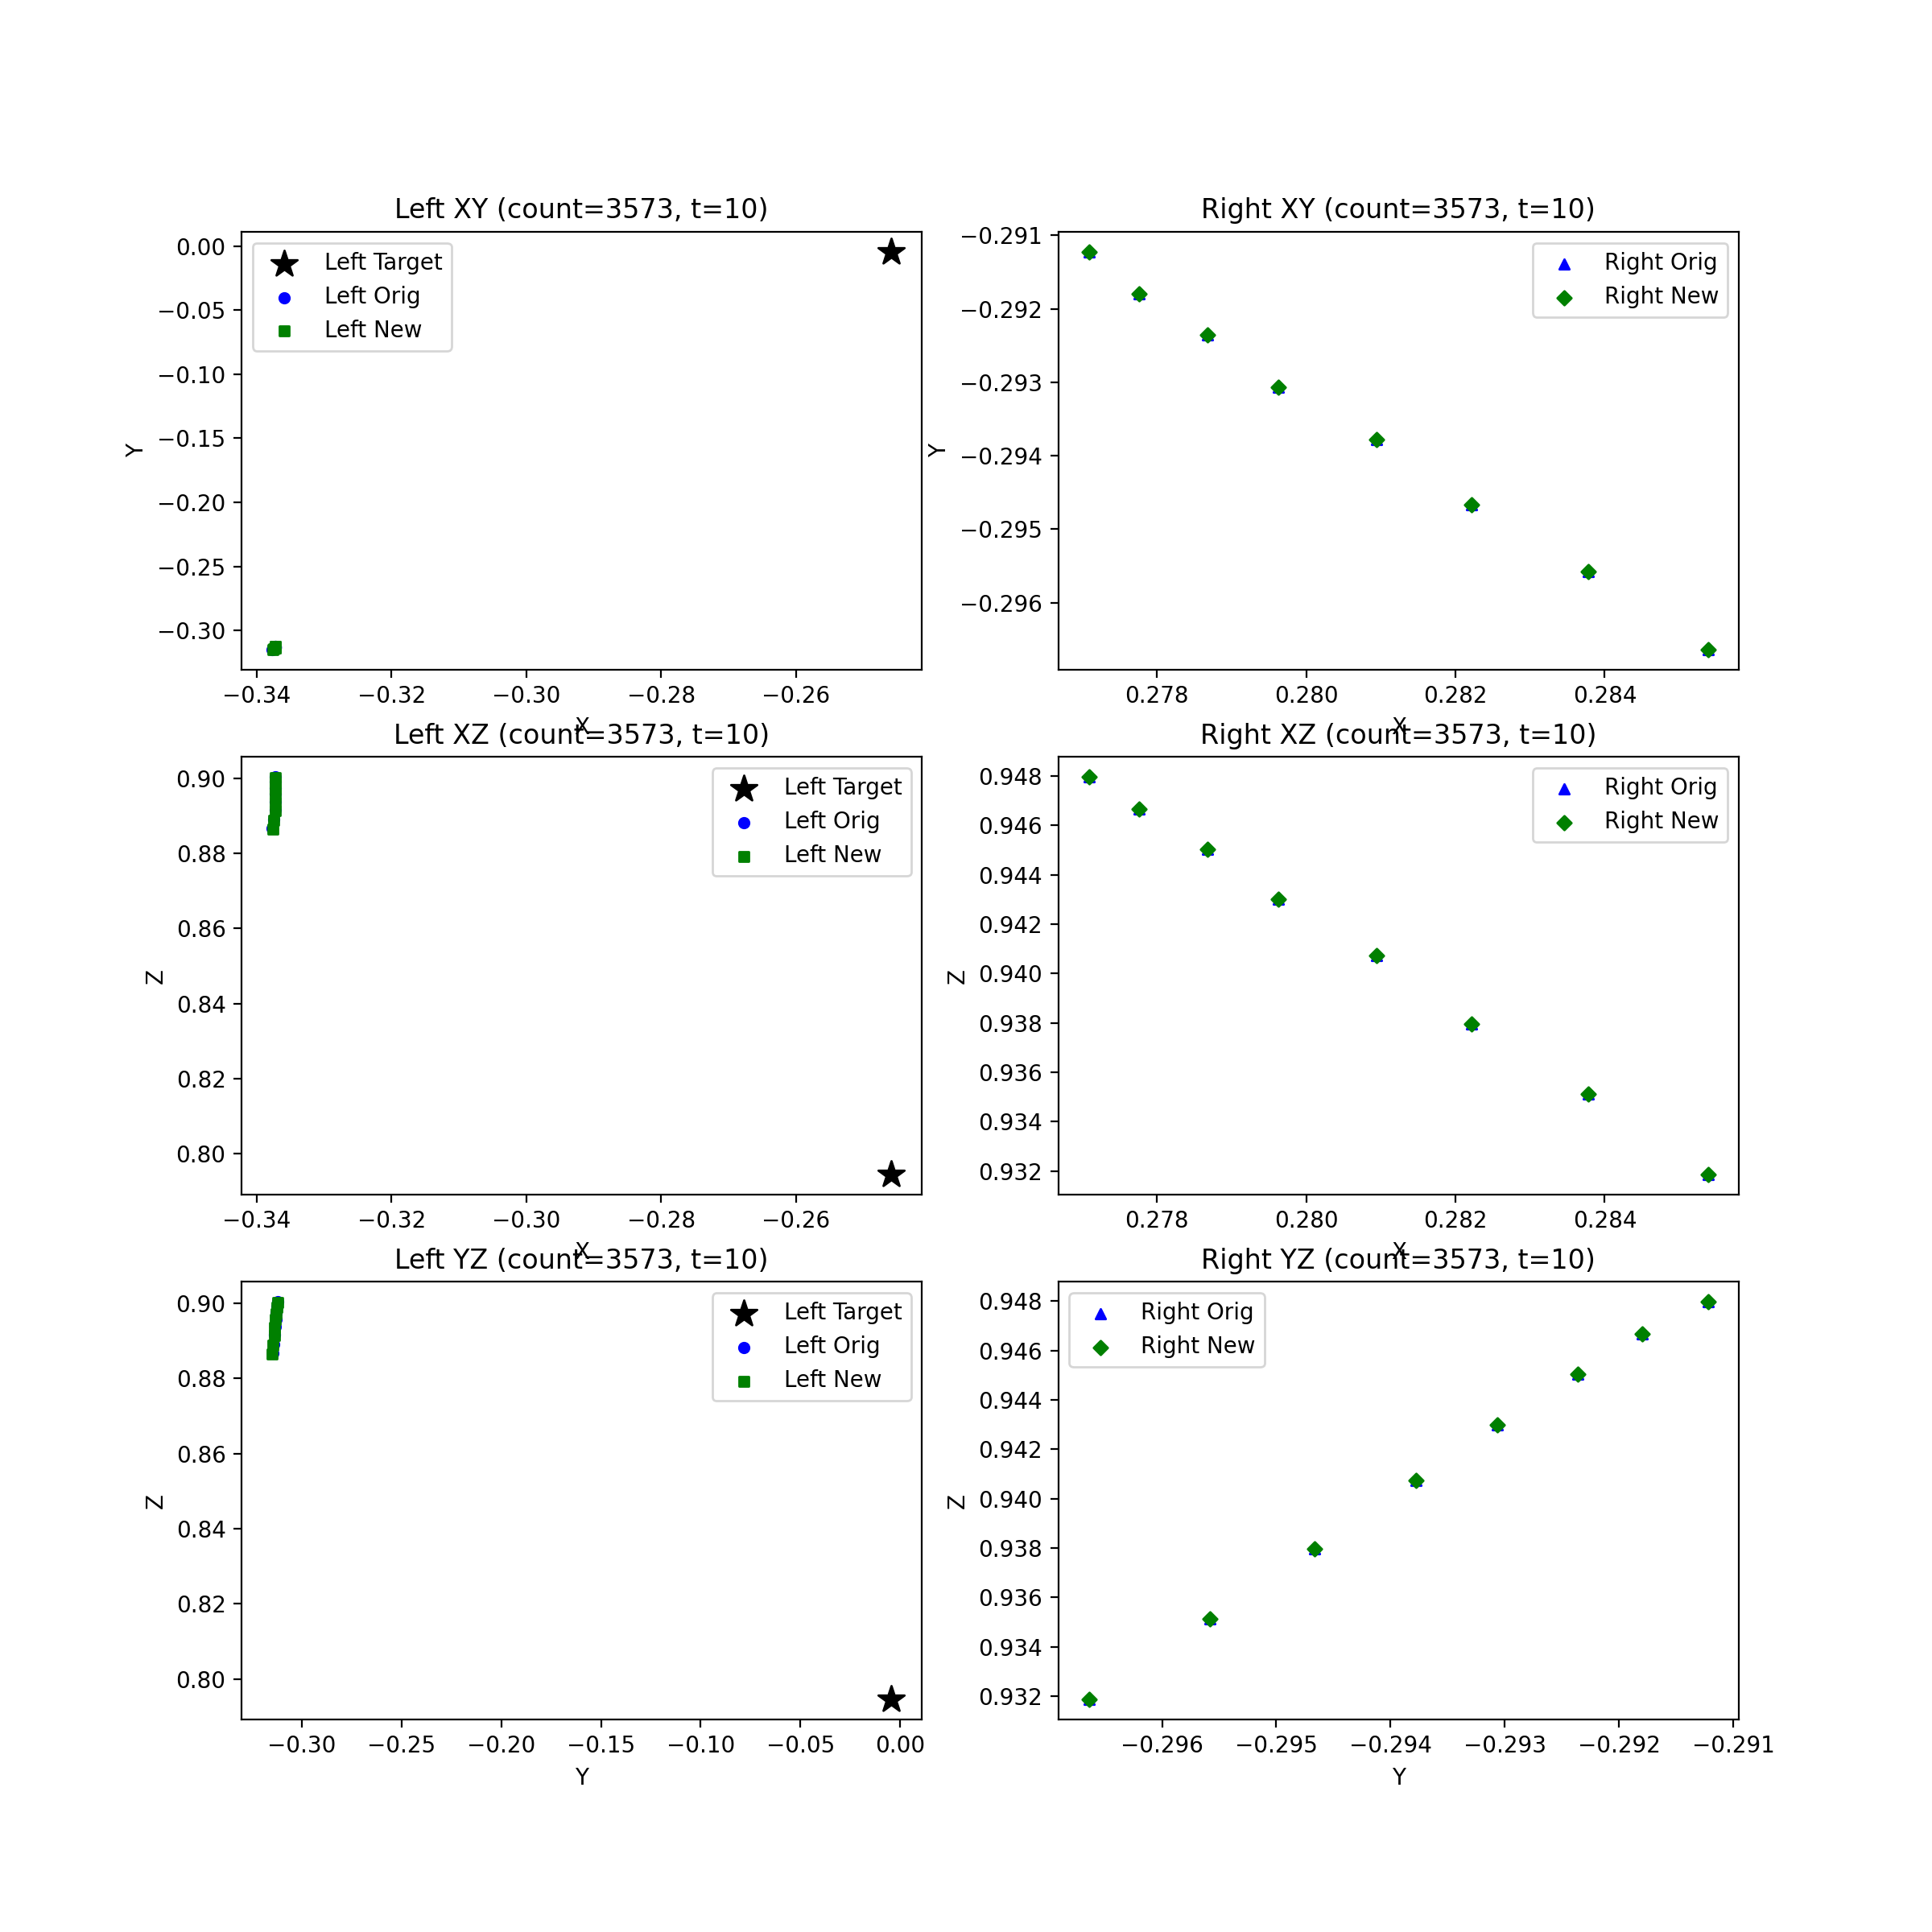 Left XY (count=3573, t=10)
Left Target
Left Orig
Left New
0.00
−0.05
−0.10
−0.15
−0.20
−0.25
−0.30
Y
−0.34
−0.32
−0.30
−0.28
−0.26
X
Right XY (count=3573, t=10)
Right Orig
Right New
−0.291
−0.292
−0.293
−0.294
−0.295
−0.296
Y
0.278
0.280
0.282
0.284
X
Left XZ (count=3573, t=10)
Left Target
Left Orig
Left New
0.90
0.88
0.86
0.84
0.82
0.80
Z
−0.34
−0.32
−0.30
−0.28
−0.26
X
Right XZ (count=3573, t=10)
Right Orig
Right New
0.948
0.946
0.944
0.942
0.940
0.938
0.936
0.934
0.932
Z
0.278
0.280
0.282
0.284
X
Left YZ (count=3573, t=10)
Left Target
Left Orig
Left New
0.90
0.88
0.86
0.84
0.82
0.80
Z
−0.30
−0.25
−0.20
−0.15
−0.10
−0.05
0.00
Y
Right YZ (count=3573, t=10)
Right Orig
Right New
0.948
0.946
0.944
0.942
0.940
0.938
0.936
0.934
0.932
Z
−0.296
−0.295
−0.294
−0.293
−0.292
−0.291
Y